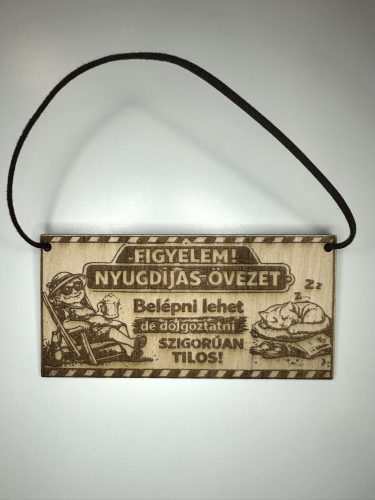 FIGYELEM!
NYUGDÍJAS-ÖVEZET
Belépni lehet
de dolgoztatni
SZIGORÚAN
TILOS!
Z Z z